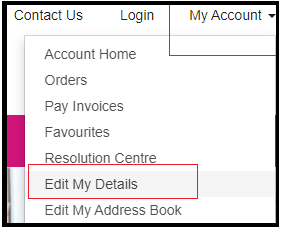 Contact Us Login My Account
Account Home
Orders
Pay Invoices
Favourites
Resolution Centre
Edit My Details
Edit My Address Book